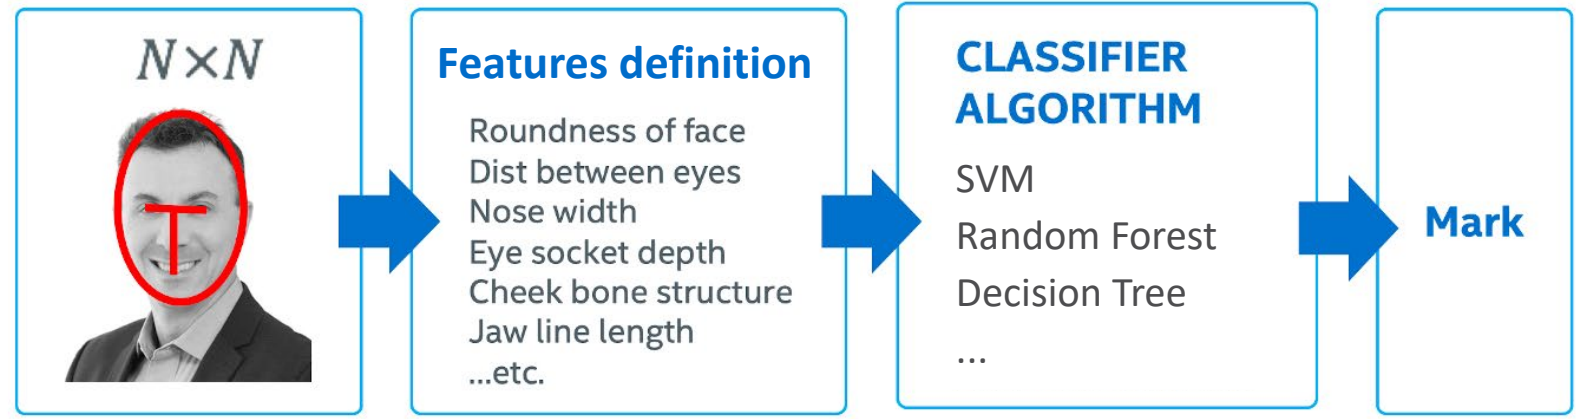 N×N
Features definition
Roundness of face
Dist between eyes
Nose width
Eye socket depth
Cheek bone structure
Jaw line length
...etc.
CLASSIFIER
ALGORITHM
SVM
Random Forest
Decision Tree
...
Mark